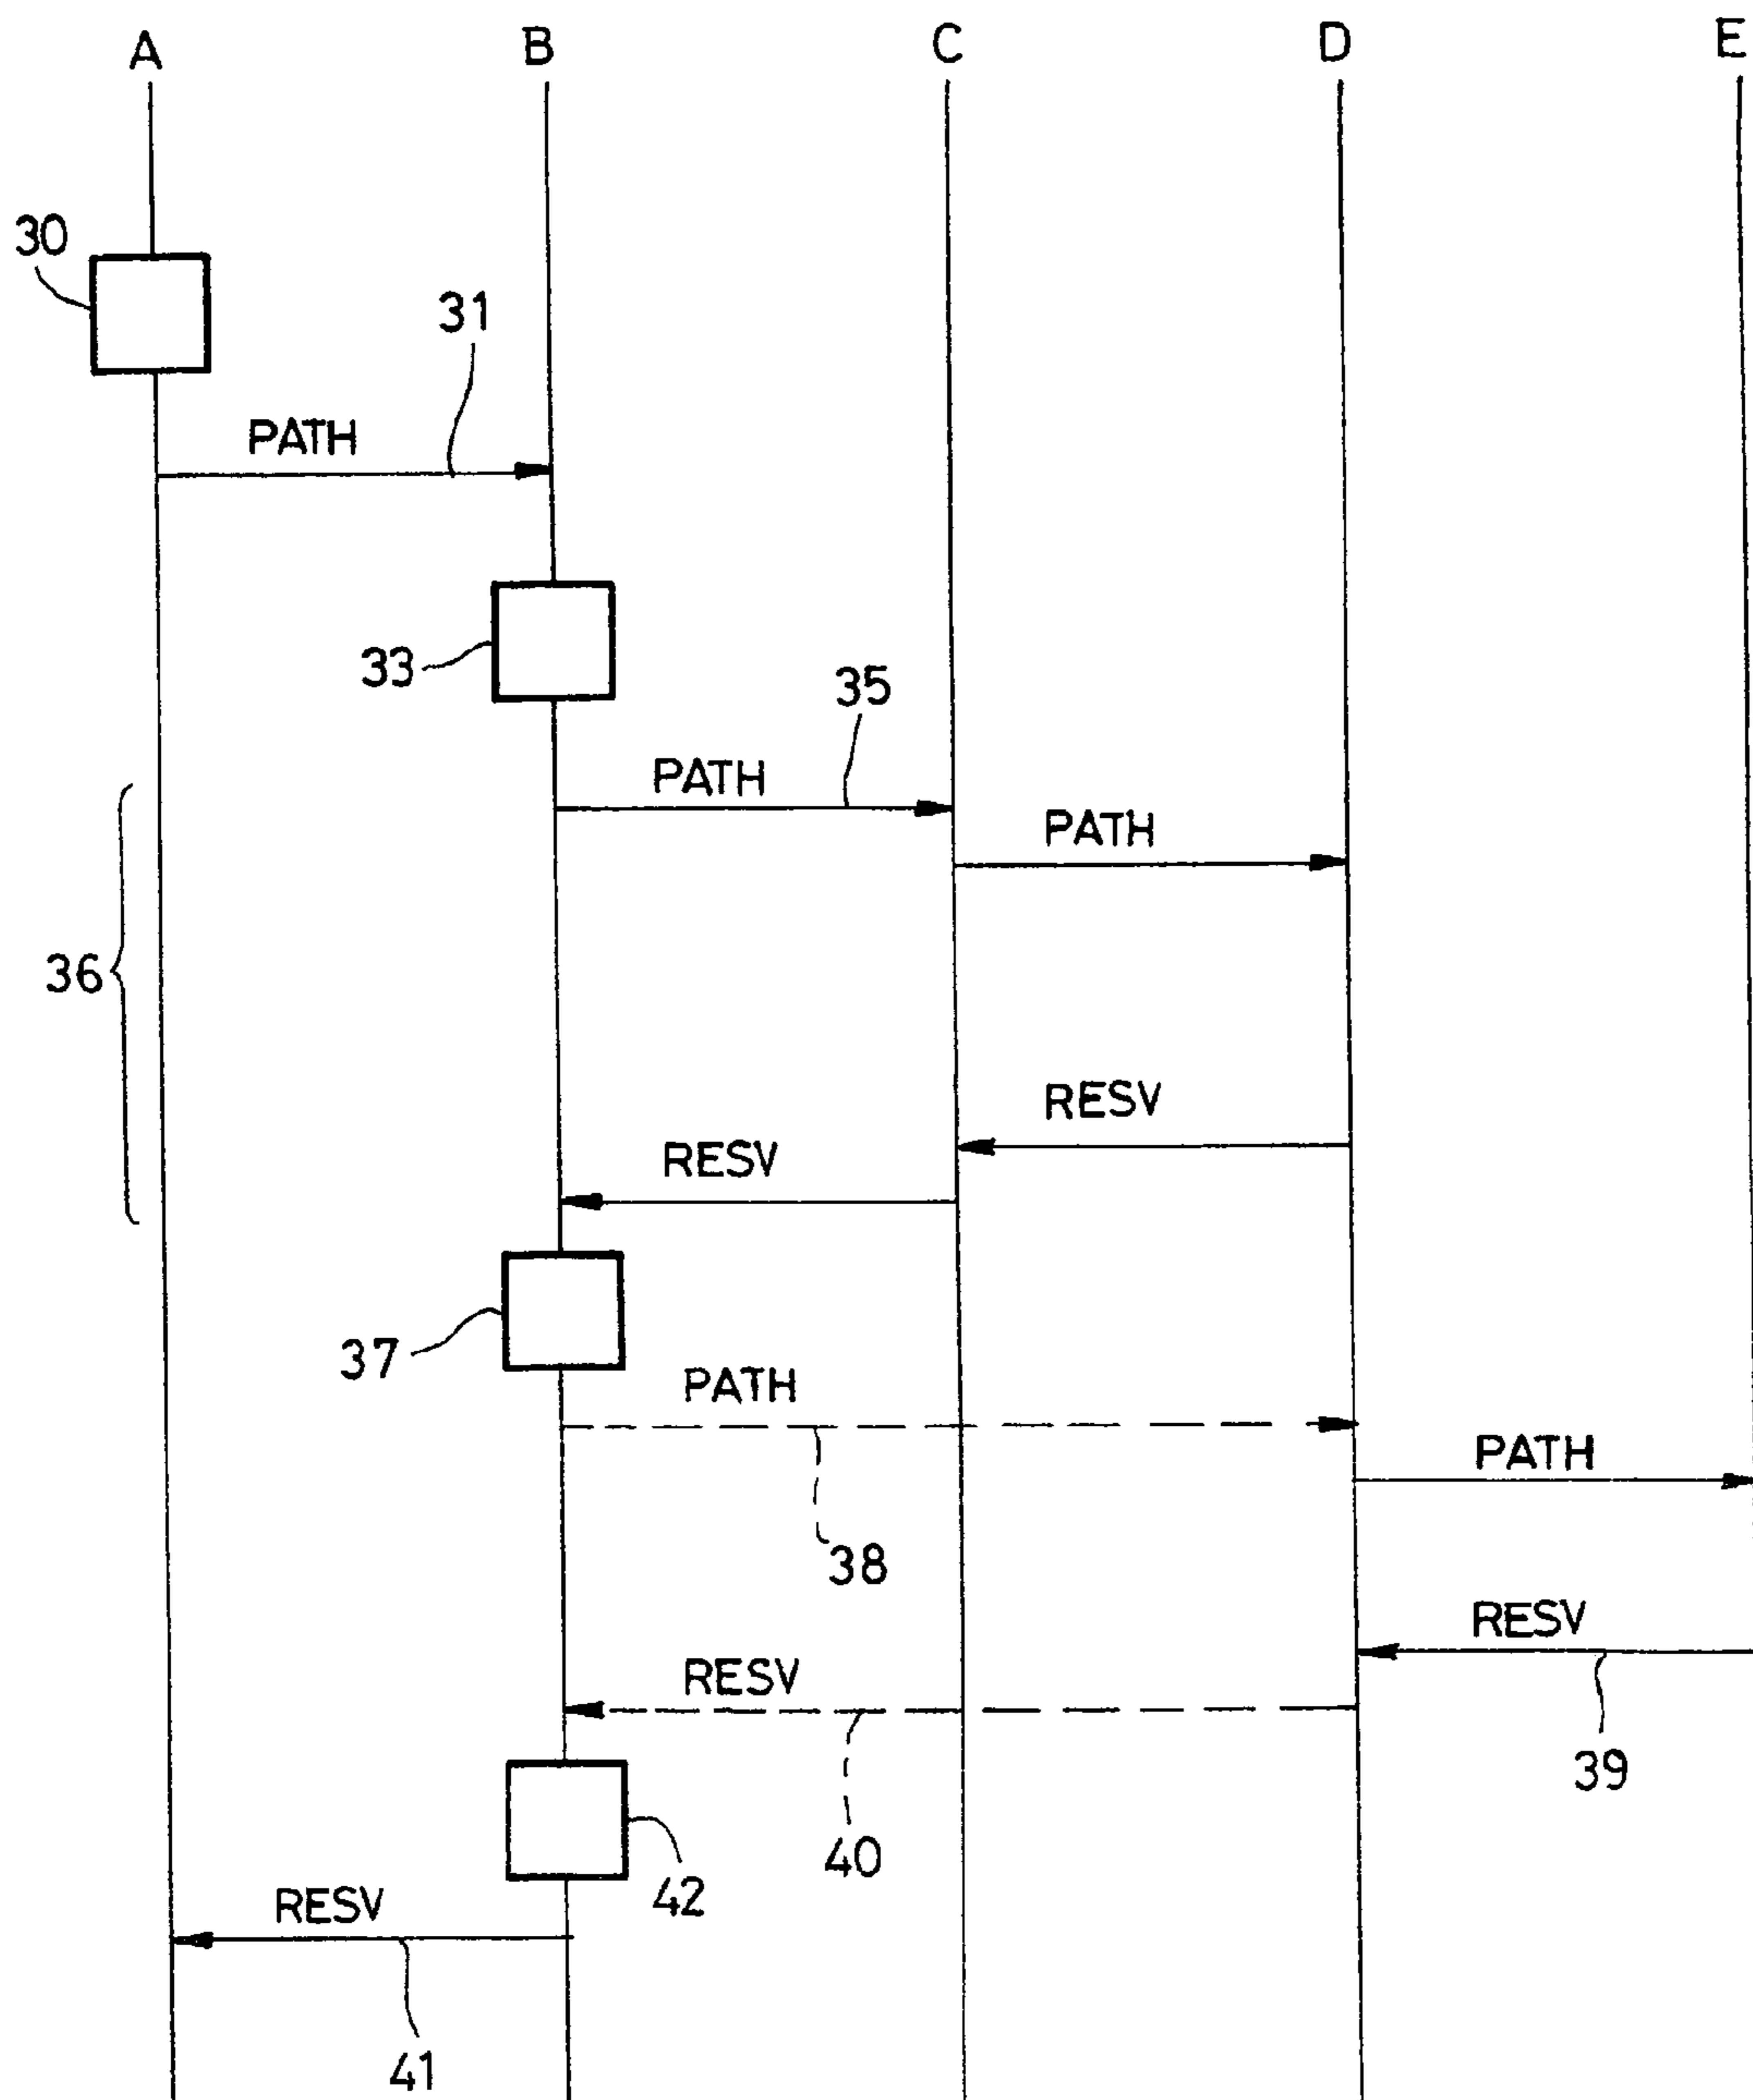 A B C D E
30
31
PATH
33
35
PATH
PATH
36
RESV
RESV
37
PATH
PATH
38
RESV
RESV
39
40
42
RESV
41